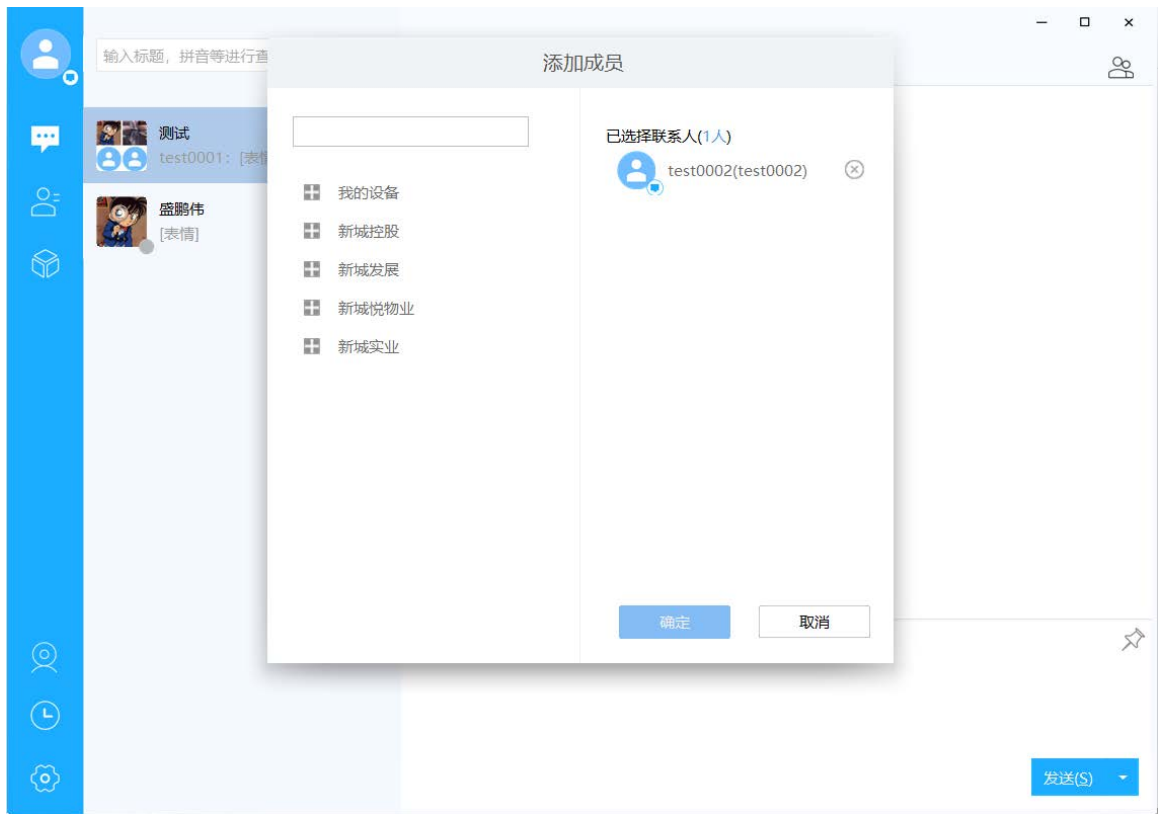 输入标题，拼音等进行查
添加成员
测试
test0001：[表情
盛鹏伟
[表情]
我的设备
新城控股
新城发展
新城悦物业
新城实业
已选择联系人(1人)
test0002(test0002)
确定
取消
发送(S)